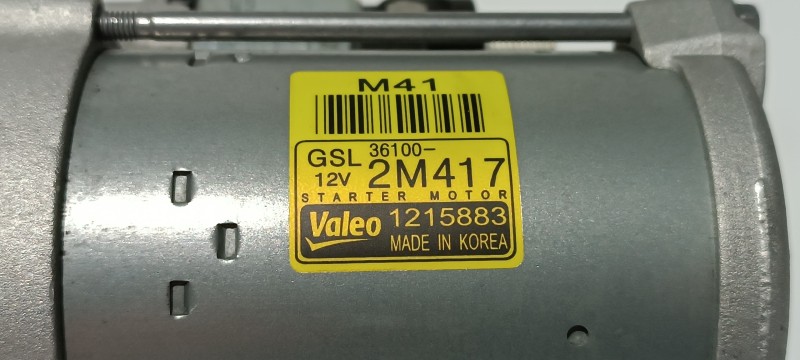 M41
GSL 36100-
12V 2M417
STARTER MOTOR
Valeo 1215883
MADE IN KOREA